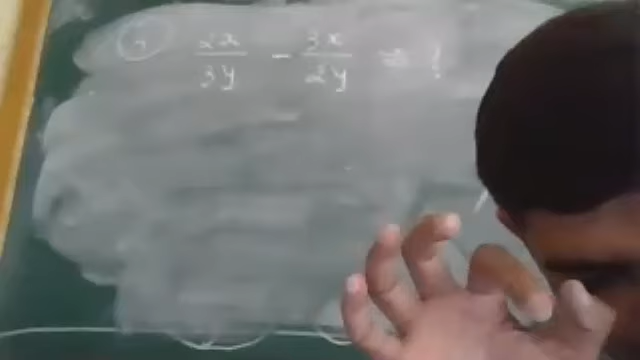 2x/3y - 3x/2y = !